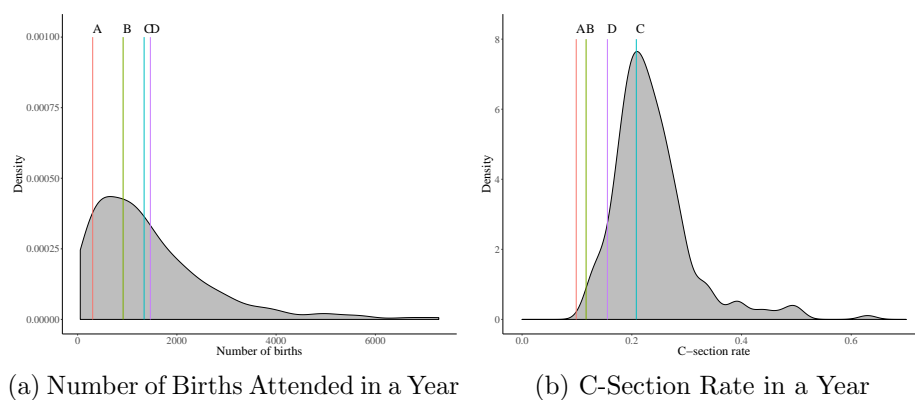 A B C D
0.00100
0.00075
0.00050
0.00025
0.00000
Density
0 2000 4000 6000
Number of births
(a) Number of Births Attended in a Year
A B D C
8
6
4
2
0
Density
0.0 0.2 0.4 0.6
C−section rate
(b) C-Section Rate in a Year